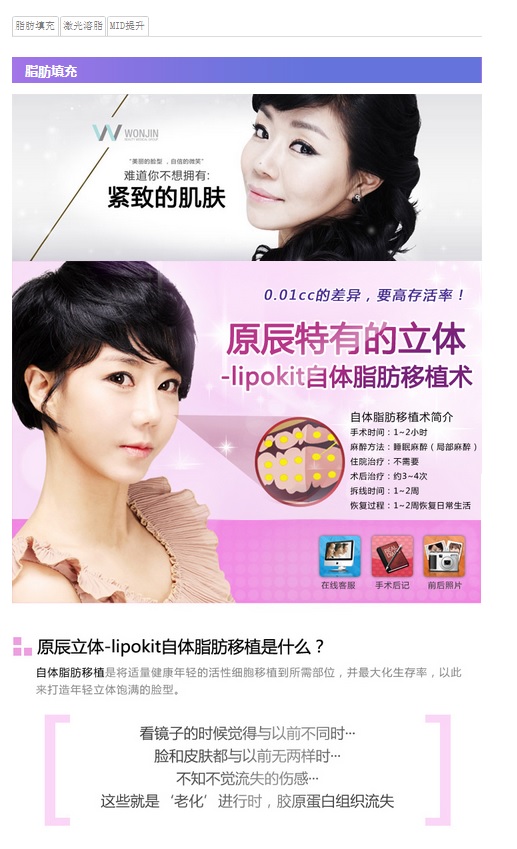 脂肪填充 激光溶脂 MID提升
脂肪填充
W WONJIN
"美丽的脸型，自信的微笑"
难道你不想拥有:
紧致的肌肤
0.01cc的差异，要高存活率！
原辰特有的立体
-lipokit自体脂肪移植术
自体脂肪移植术简介
手术时间：1~2小时
麻醉方法：睡眠麻醉（局部麻醉）
住院治疗：不需要
术后治疗：约3~4次
拆线时间：1~2周
恢复过程：1~2周恢复日常生活
在线客服 手术后记 前后照片
原辰立体-lipokit自体脂肪移植是什么？
自体脂肪移植是将适量健康年轻的活性细胞移植到所需部位，并最大化生存率，以此
来打造年轻立体饱满的脸型。
看镜子的时候觉得与以前不同时···
脸和皮肤都与以前无两样时···
不知不觉流失的伤感···
这些就是‘老化’进行时，胶原蛋白组织流失